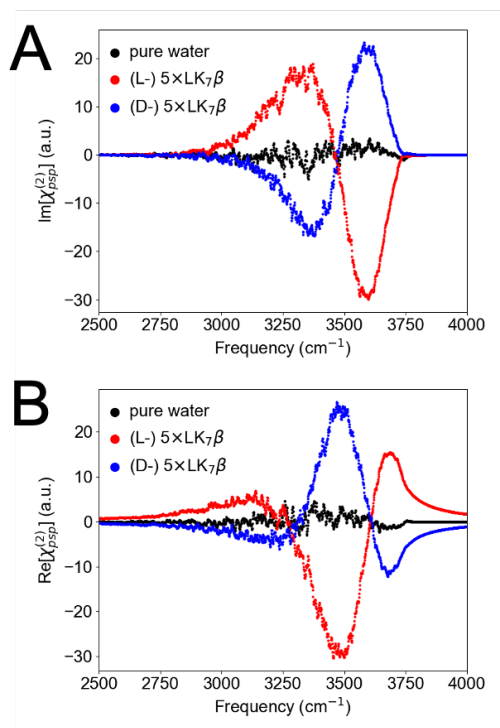 A
20
10
0
−10
−20
−30
Im[χ⁽²⁾psp] (a.u.)
pure water
(L-) 5×LK₇β
(D-) 5×LK₇β
2500 3000 3250 3500 3750 4000
Frequency (cm⁻¹)
B
20
10
0
−10
−20
−30
Re[χ⁽²⁾psp] (a.u.)
pure water
(L-) 5×LK₇β
(D-) 5×LK₇β
2500 2750 3000 3250 3500 3750 4000
Frequency (cm⁻¹)